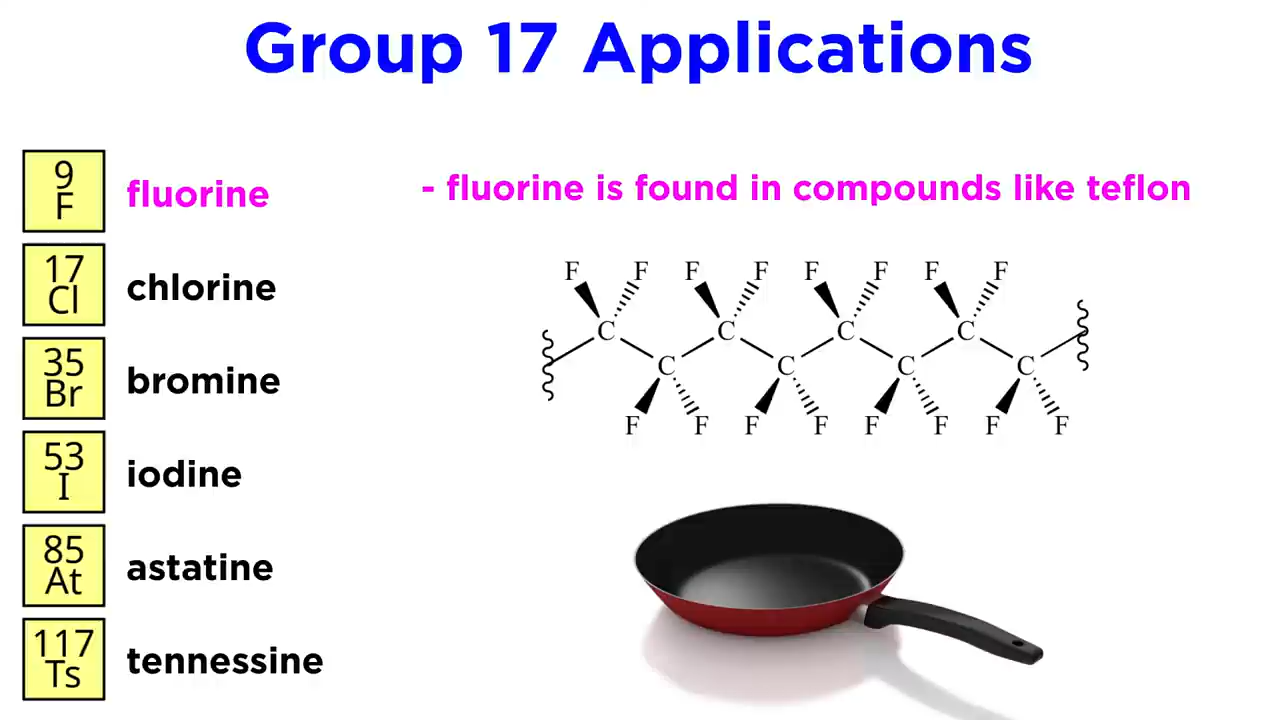 Group 17 Applications
9
F
fluorine
- fluorine is found in compounds like teflon
17
Cl
chlorine
35
Br
bromine
53
I
iodine
85
At
astatine
117
Ts
tennessine
F F F F F F F F
C C C C
C C C C
F F F F F F F F